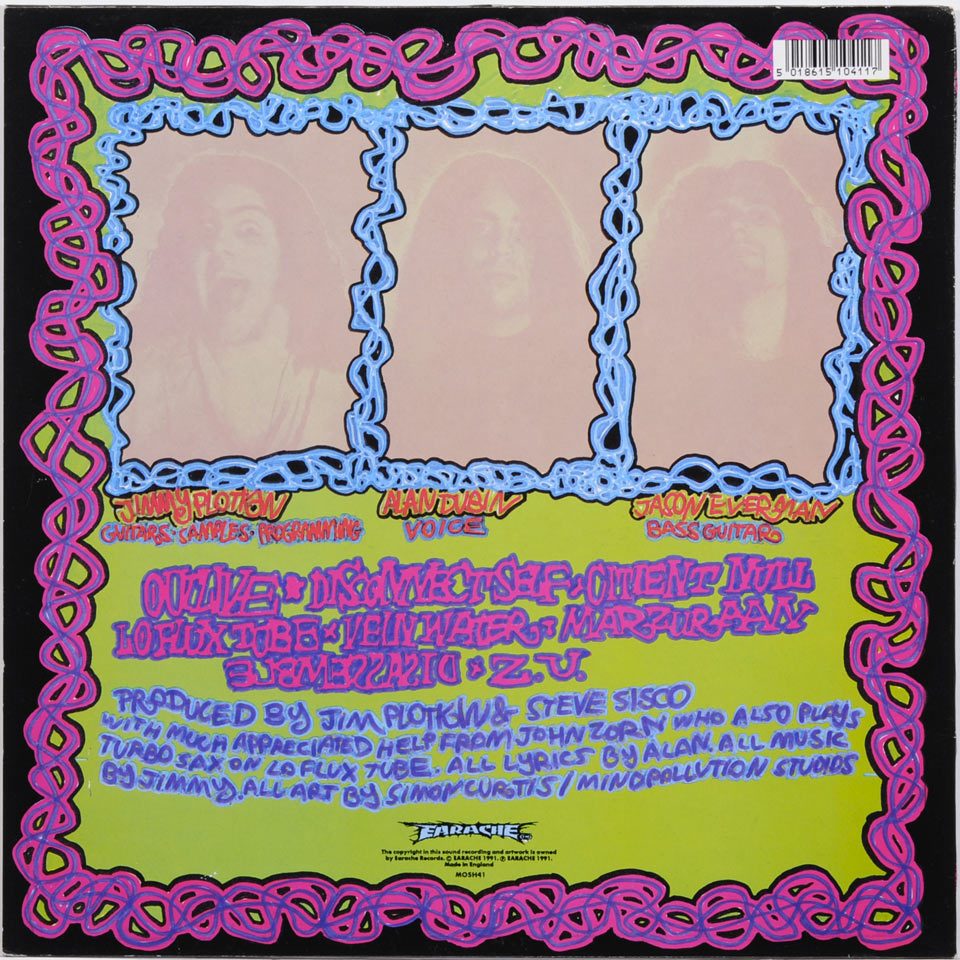 5 018615 104117
JIMMY PLOTKIN ALAN DUBIN JASON EVERMAN
GUITARS · SAMPLES · PROGRAMMING VOICE BASS GUITAR
OUTLIVE * DISCONNECT SELF * CITIENT NULL
LO FLUX TUBE * VEIN WATER * MARZURAAN
DISASSEMBLE * Z.U.
PRODUCED BY JIM PLOTKIN & STEVE SISCO
WITH MUCH APPRECIATED HELP FROM JOHN ZORN WHO ALSO PLAYS
TURBO SAX ON LO FLUX TUBE. ALL LYRICS BY ALAN. ALL MUSIC
BY JIMMY. ALL ART BY SIMON CURTIS / MINDPOLLUTION STUDIOS
EARACHE
The copyright in this sound recording and artwork is owned
by Earache Records. © EARACHE 1991. ℗ EARACHE 1991.
Made in England
MOSH41